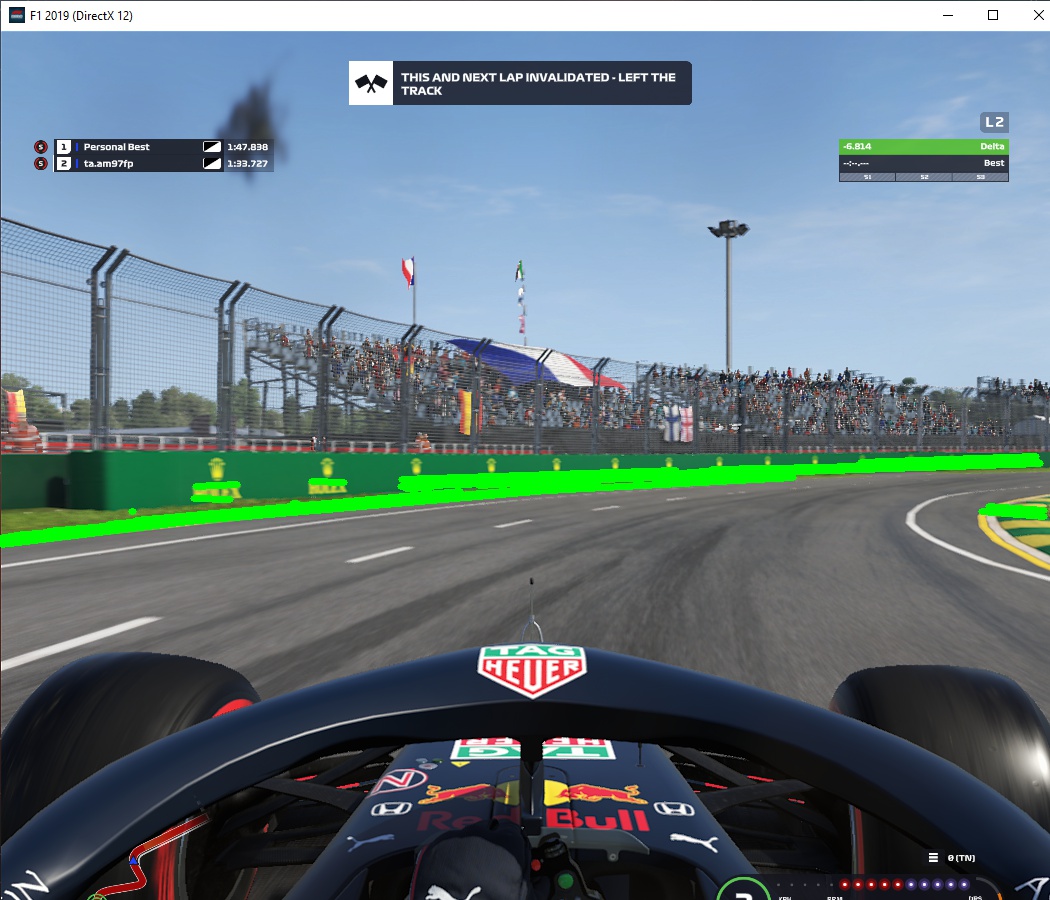 F1 2019 (DirectX 12)
THIS AND NEXT LAP INVALIDATED - LEFT THE
TRACK
L2
S 1 Personal Best 1:47.838
S 2 ta.am97fp 1:33.727
-6.814 Delta
--:--.--- Best
S1 S2 S3
TAG
HEUER
TAG
Red Bull
0 (TN)